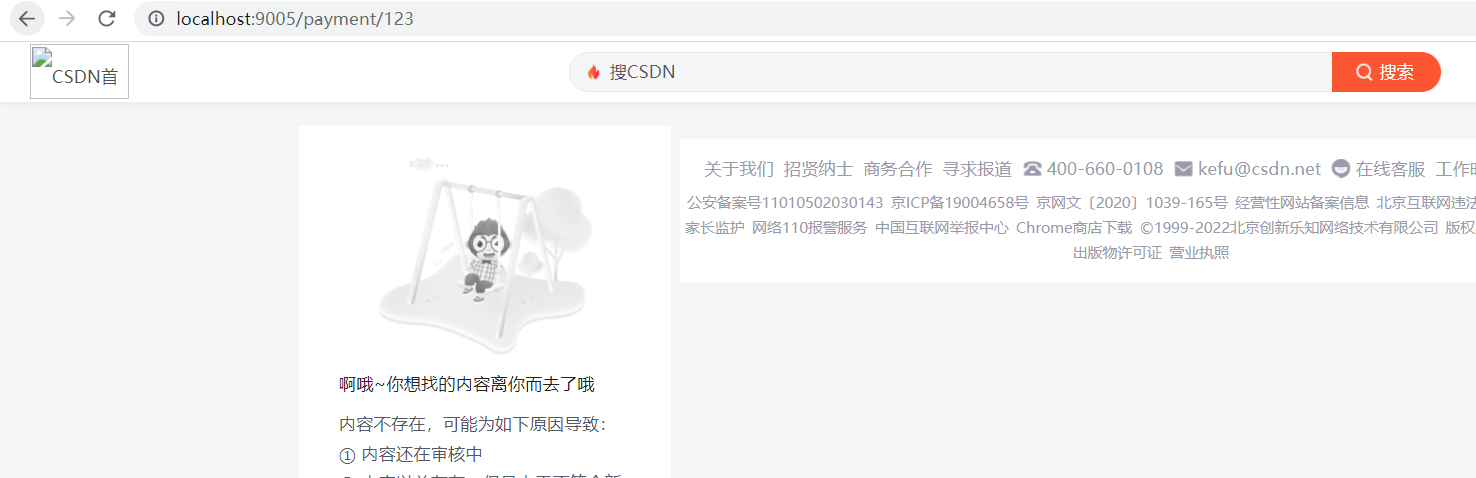 localhost:9005/payment/123
CSDN首
搜CSDN
搜索
关于我们 招贤纳士 商务合作 寻求报道 400-660-0108 kefu@csdn.net 在线客服 工作时
公安备案号11010502030143 京ICP备19004658号 京网文〔2020〕1039-165号 经营性网站备案信息 北京互联网违法
家长监护 网络110报警服务 中国互联网举报中心 Chrome商店下载 ©1999-2022北京创新乐知网络技术有限公司 版权
出版物许可证 营业执照
啊哦~你想找的内容离你而去了哦
内容不存在，可能为如下原因导致：
① 内容还在审核中